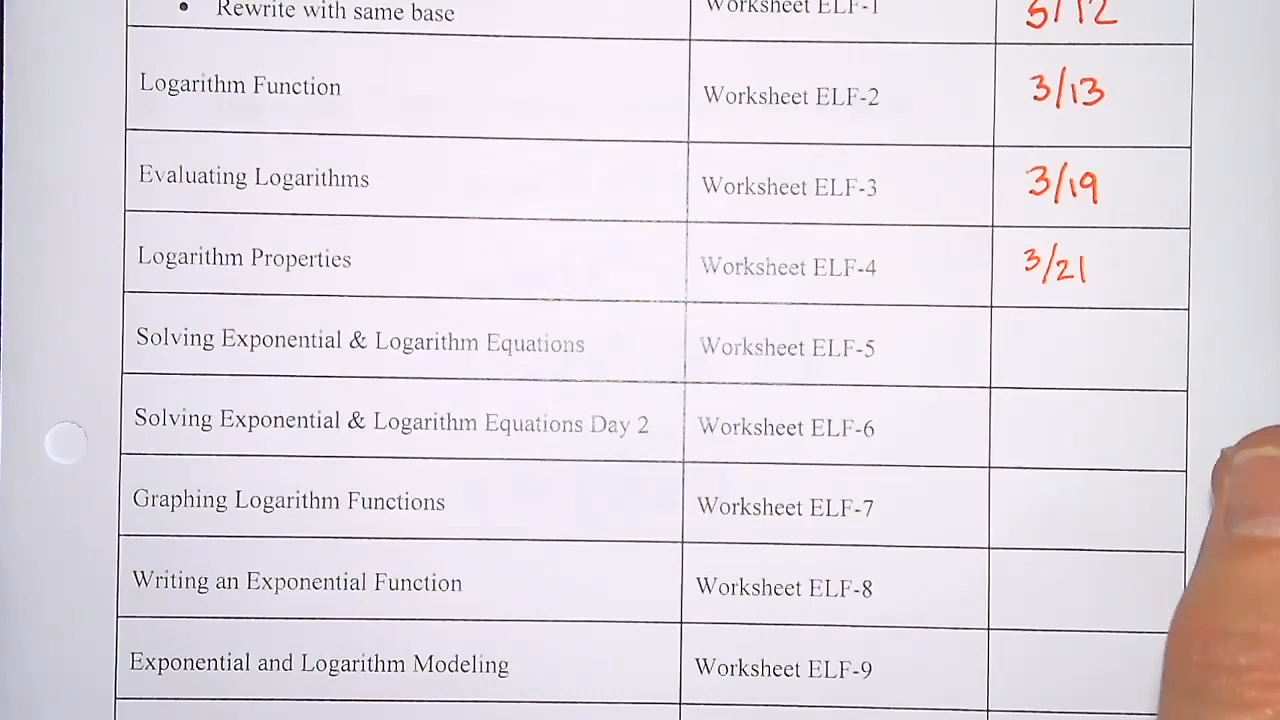 • Rewrite with same base Worksheet ELF-1 3/12
Logarithm Function Worksheet ELF-2 3/13
Evaluating Logarithms Worksheet ELF-3 3/19
Logarithm Properties Worksheet ELF-4 3/21
Solving Exponential & Logarithm Equations Worksheet ELF-5
Solving Exponential & Logarithm Equations Day 2 Worksheet ELF-6
Graphing Logarithm Functions Worksheet ELF-7
Writing an Exponential Function Worksheet ELF-8
Exponential and Logarithm Modeling Worksheet ELF-9